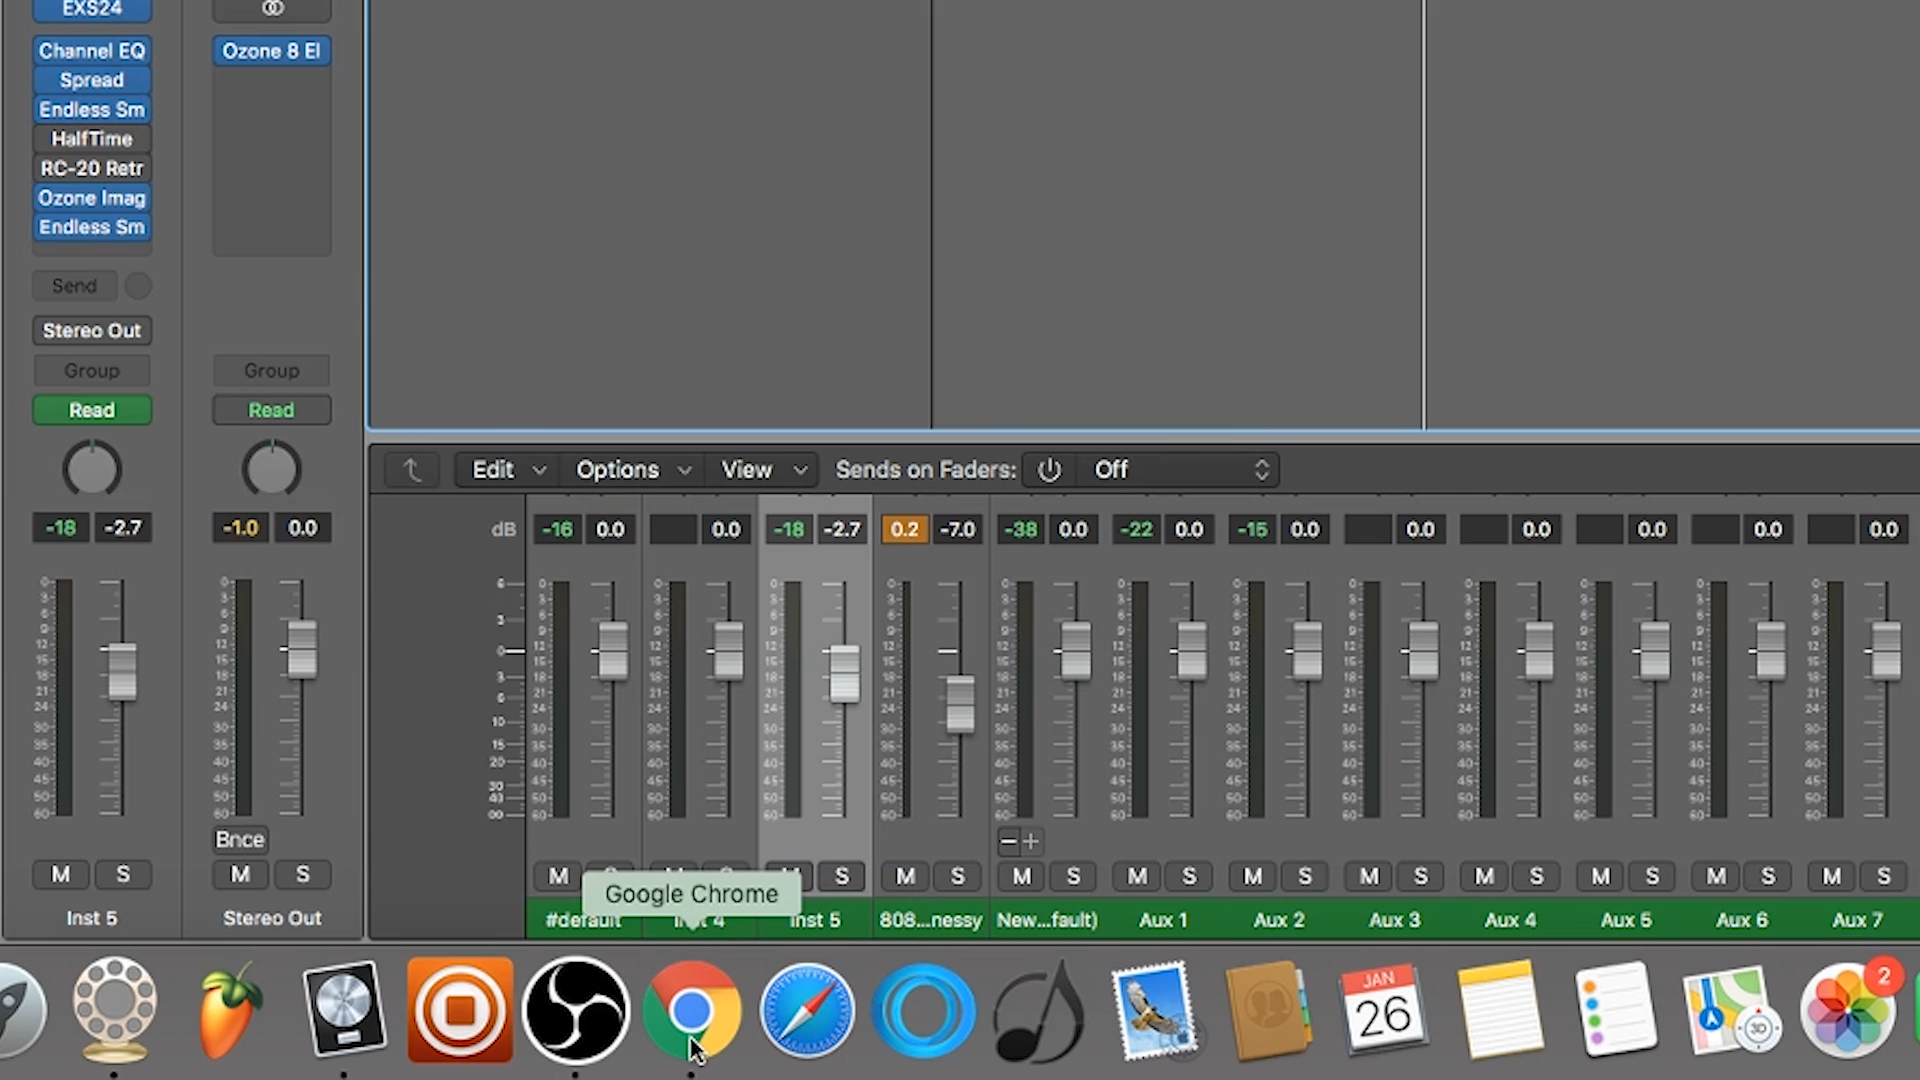 EXS24
Channel EQ
Ozone 8 El
Spread
Endless Sm
HalfTime
RC-20 Retr
Ozone Imag
Endless Sm
Send
Stereo Out
Group
Group
Read
Read
Edit
Options
View
Sends on Faders:
Off
-18 -2.7
-1.0 0.0
dB
-16 0.0
0.0
-18 -2.7
0.2 -7.0
-38 0.0
-22 0.0
-15 0.0
0.0
0.0
0.0
0.0
0.0
Bnce
M S
M S
M
S
M S
M S
M S
M S
M S
M S
M S
M S
M S
Google Chrome
Inst 5
Stereo Out
#default
Inst 5
808...nessy
New...fault)
Aux 1
Aux 2
Aux 3
Aux 4
Aux 5
Aux 6
Aux 7
JAN
26
3D
2